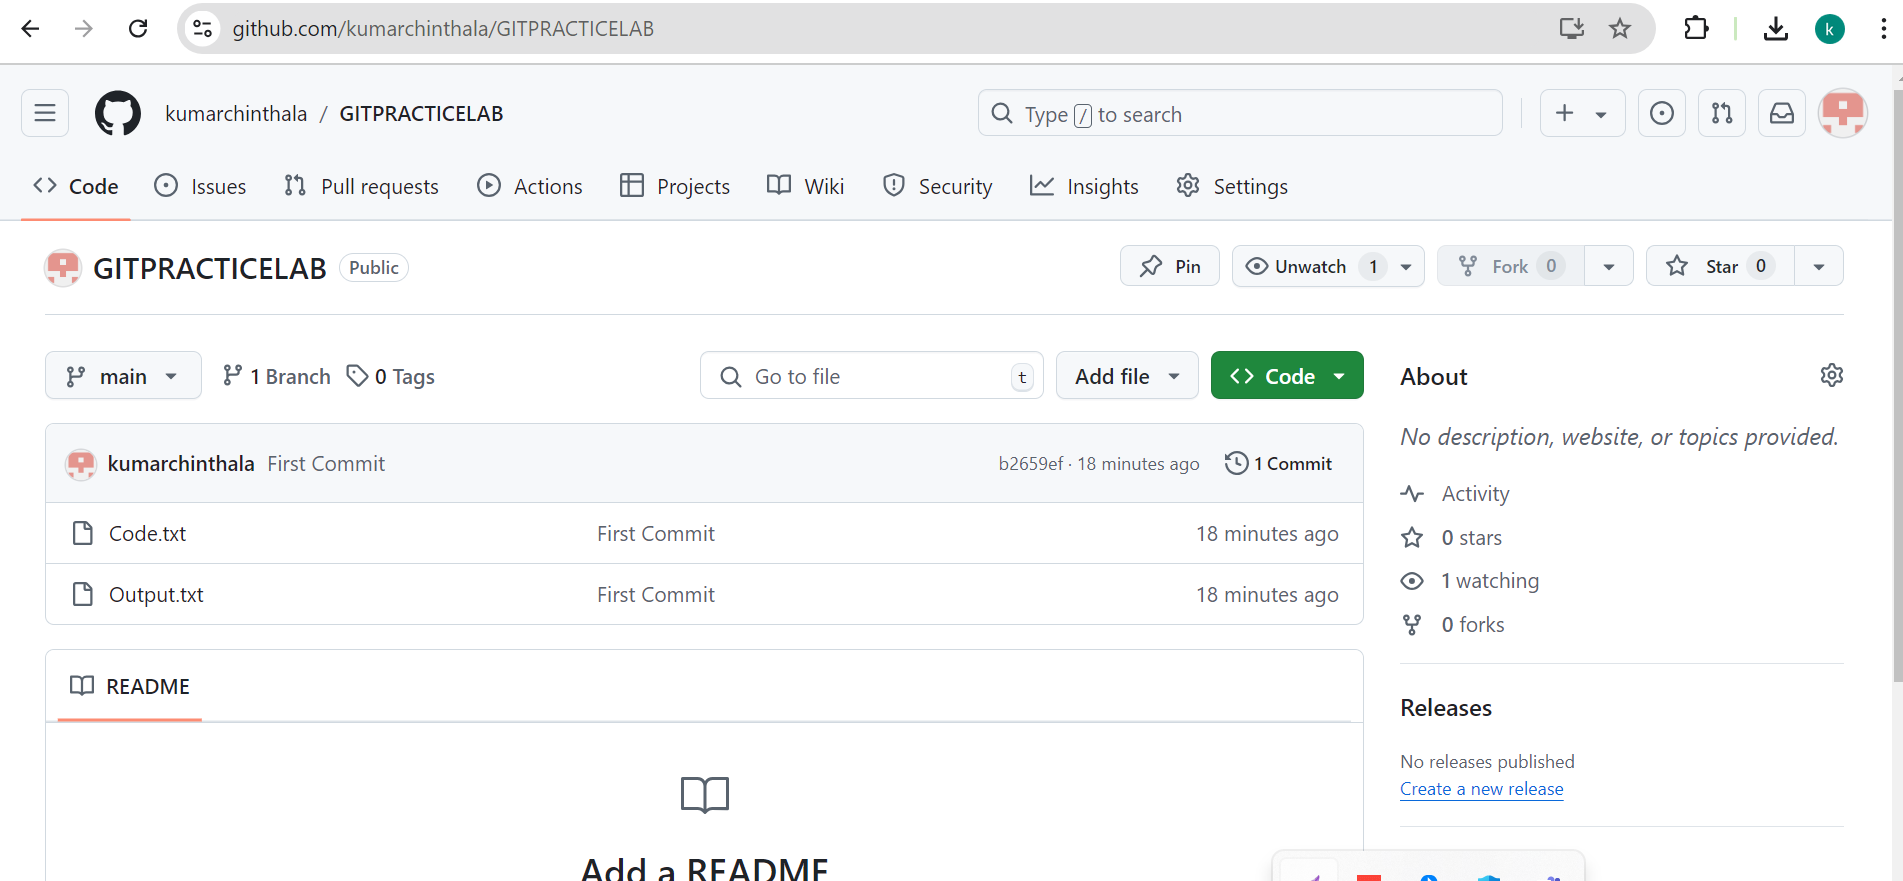 github.com/kumarchinthala/GITPRACTICELAB
k
kumarchinthala / GITPRACTICELAB
Type / to search
Code
Issues
Pull requests
Actions
Projects
Wiki
Security
Insights
Settings
GITPRACTICELAB Public
Pin
Unwatch 1
Fork 0
Star 0
main
1 Branch
0 Tags
Go to file t
Add file
Code
kumarchinthala First Commit b2659ef · 18 minutes ago 1 Commit
Code.txt First Commit 18 minutes ago
Output.txt First Commit 18 minutes ago
README
Add a README
About
No description, website, or topics provided.
Activity
0 stars
1 watching
0 forks
Releases
No releases published
Create a new release